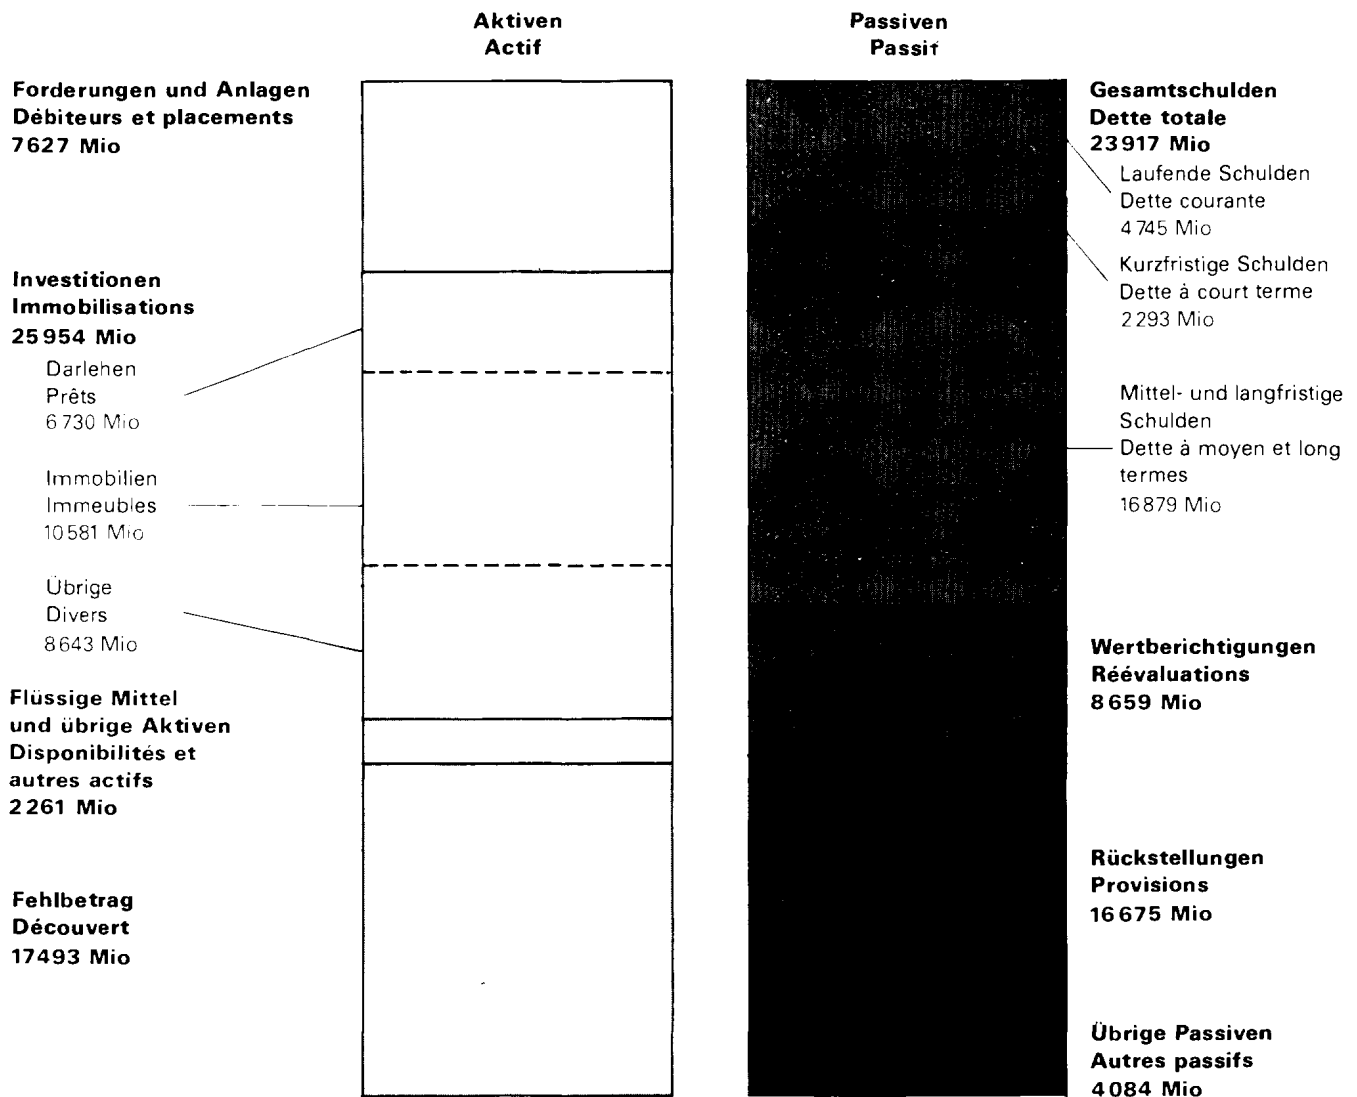 Aktiven
Actif
Passiven
Passif
Forderungen und Anlagen
Débiteurs et placements
7627 Mio
Investitionen
Immobilisations
25954 Mio
Darlehen
Prêts
6730 Mio
Immobilien
Immeubles
10581 Mio
Übrige
Divers
8643 Mio
Flüssige Mittel
und übrige Aktiven
Disponibilités et
autres actifs
2261 Mio
Fehlbetrag
Découvert
17493 Mio
Gesamtschulden
Dette totale
23917 Mio
Laufende Schulden
Dette courante
4745 Mio
Kurzfristige Schulden
Dette à court terme
2293 Mio
Mittel- und langfristige
Schulden
Dette à moyen et long
termes
16879 Mio
Wertberichtigungen
Réévaluations
8659 Mio
Rückstellungen
Provisions
16675 Mio
Übrige Passiven
Autres passifs
4084 Mio